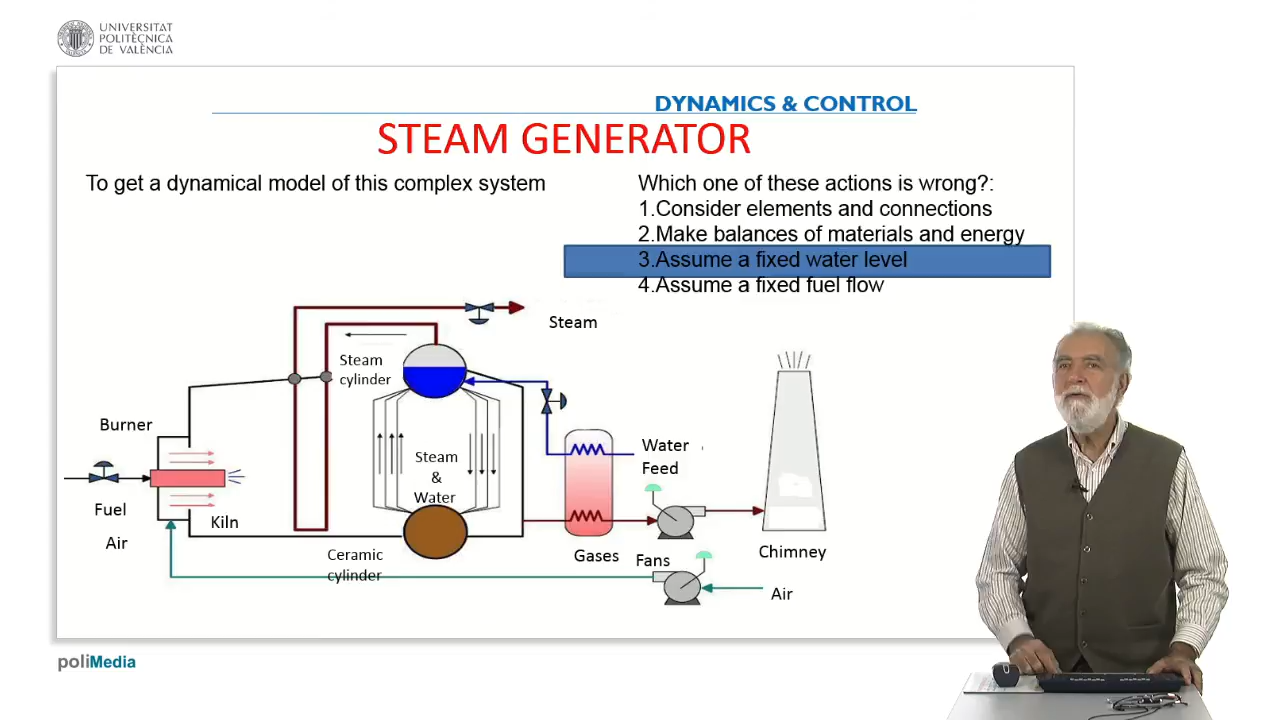 UNIVERSITAT
POLITÈCNICA
DE VALÈNCIA
DYNAMICS & CONTROL
STEAM GENERATOR
To get a dynamical model of this complex system
Which one of these actions is wrong?:
1.Consider elements and connections
2.Make balances of materials and energy
3.Assume a fixed water level
4.Assume a fixed fuel flow
Steam
Steam
cylinder
Burner
Water
Feed
Steam
&
Water
Fuel
Kiln
Air
Ceramic
cylinder
Gases
Fans
Chimney
Air
poliMedia